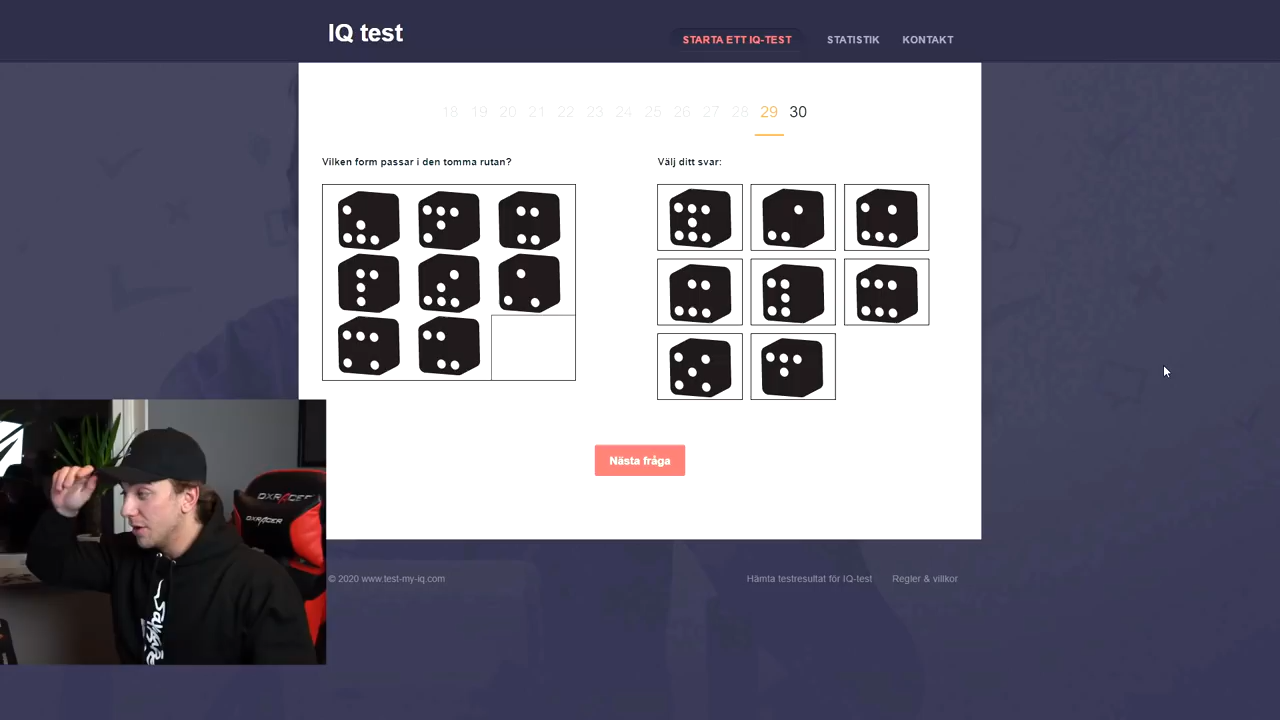 IQ test
STARTA ETT IQ-TEST STATISTIK KONTAKT
18 19 20 21 22 23 24 25 26 27 28 29 30
Vilken form passar i den tomma rutan?
Välj ditt svar:
Nästa fråga
DXRACER
DXRACER
© 2020 www.test-my-iq.com
Hämta testresultat för IQ-test Regler & villkor